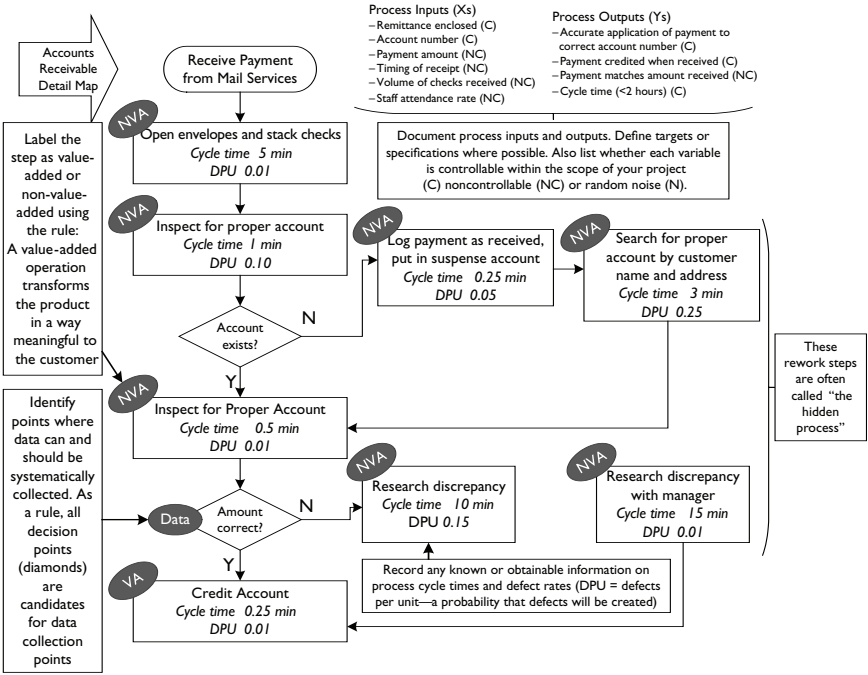 Accounts
Receivable
Detail Map
Receive Payment
from Mail Services
Process Inputs (Xs)
– Remittance enclosed (C)
– Account number (C)
– Payment amount (NC)
– Timing of receipt (NC)
– Volume of checks received (NC)
– Staff attendance rate (NC)
Process Outputs (Ys)
– Accurate application of payment to
correct account number (C)
– Payment credited when received (C)
– Payment matches amount received (NC)
– Cycle time (<2 hours) (C)
Document process inputs and outputs. Define targets or
specifications where possible. Also list whether each variable
is controllable within the scope of your project
(C) noncontrollable (NC) or random noise (N).
Label the
step as value-
added or
non-value-
added using
the rule:
A value-added
operation
transforms
the product
in a way
meaningful to
the customer
NVA
Open envelopes and stack checks
Cycle time 5 min
DPU 0.01
NVA
Inspect for proper account
Cycle time 1 min
DPU 0.10
NVA
Log payment as received,
put in suspense account
Cycle time 0.25 min
DPU 0.05
NVA
Search for proper
account by customer
name and address
Cycle time 3 min
DPU 0.25
Account
exists?
N
Y
These
rework steps
are often
called “the
hidden
process”
NVA
Inspect for Proper Account
Cycle time 0.5 min
DPU 0.01
Identify
points where
data can and
should be
systematically
collected. As
a rule, all
decision
points
(diamonds)
are
candidates
for data
collection
points
Data
Amount
correct?
N
Y
NVA
Research discrepancy
Cycle time 10 min
DPU 0.15
NVA
Research discrepancy
with manager
Cycle time 15 min
DPU 0.01
Record any known or obtainable information on
process cycle times and defect rates (DPU = defects
per unit—a probability that defects will be created)
VA
Credit Account
Cycle time 0.25 min
DPU 0.01